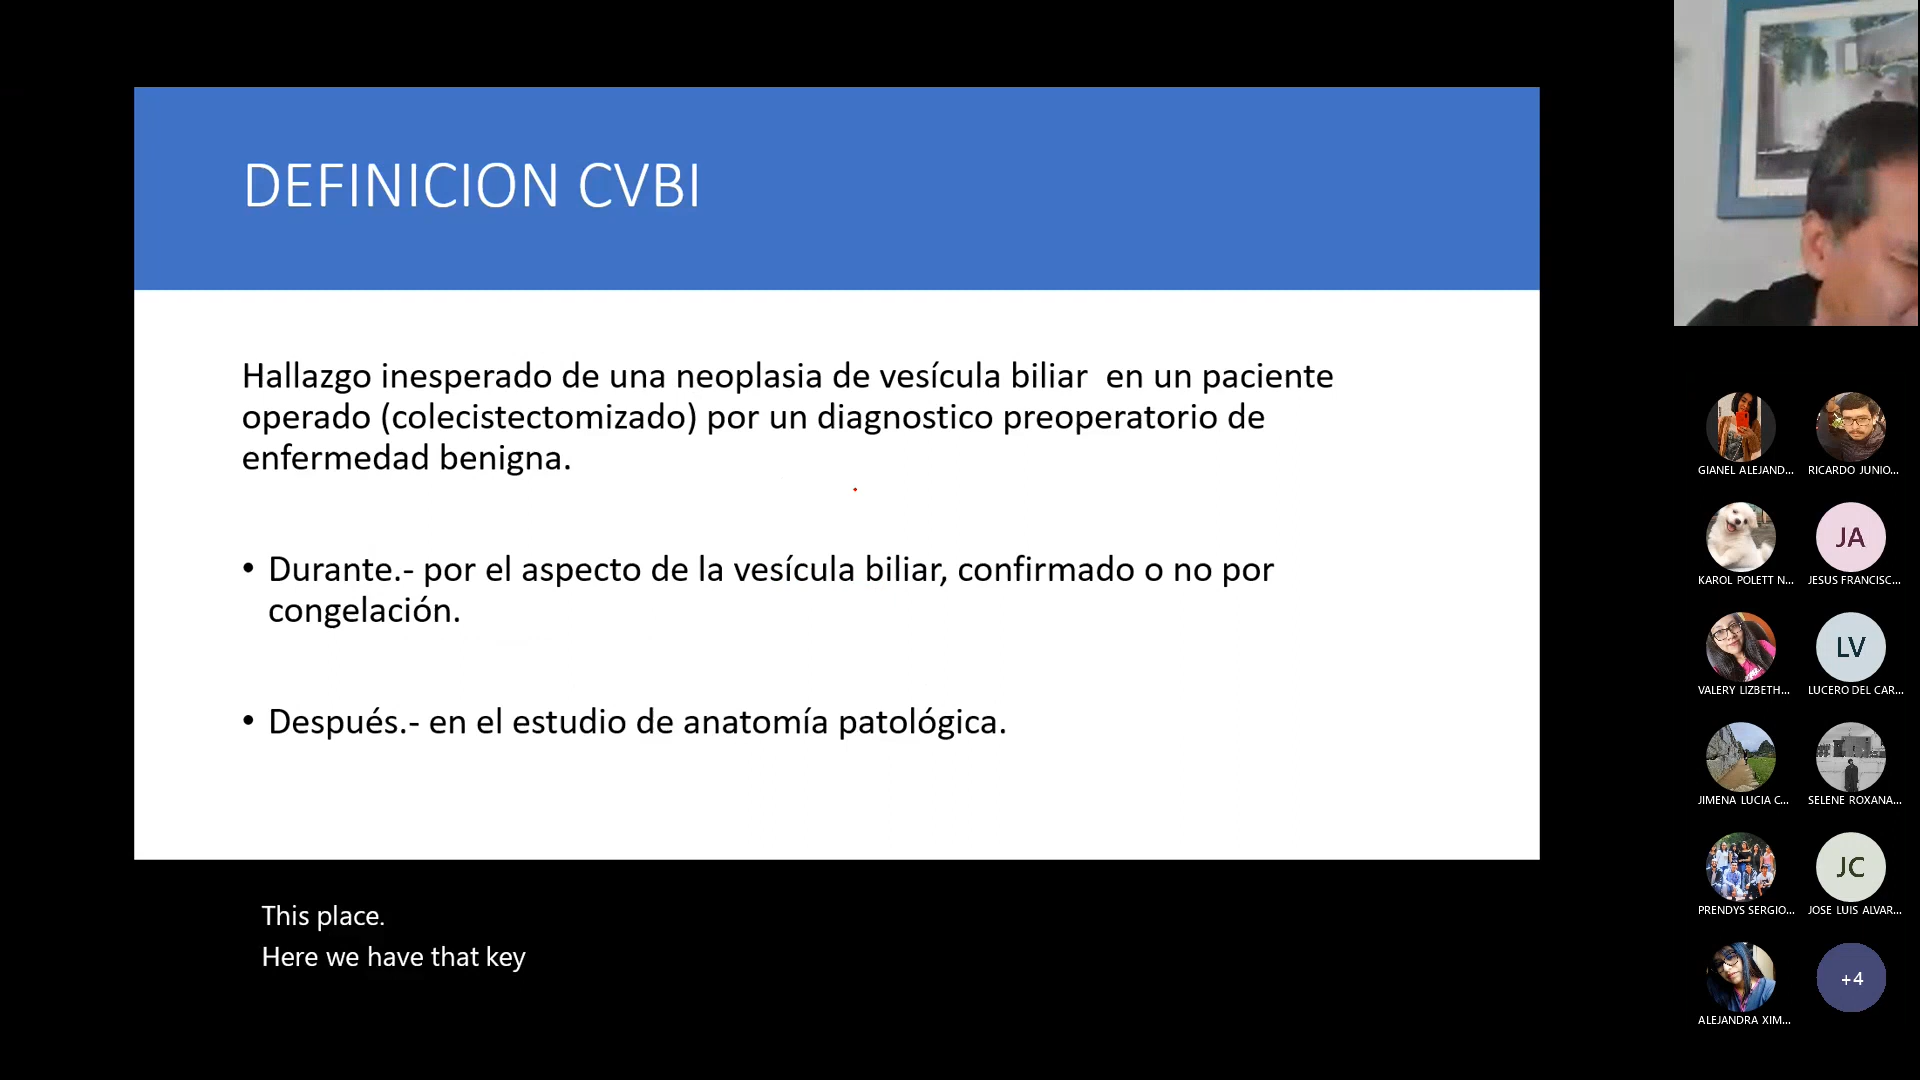 DEFINICION CVBI
Hallazgo inesperado de una neoplasia de vesícula biliar  en un paciente
operado (colecistectomizado) por un diagnostico preoperatorio de
enfermedad benigna.
• Durante.- por el aspecto de la vesícula biliar, confirmado o no por
congelación.
• Después.- en el estudio de anatomía patológica.
This place.
Here we have that key
GIANEL ALEJAND...
RICARDO JUNIO...
KAROL POLETT N...
JA
JESUS FRANCISC...
VALERY LIZBETH...
LV
LUCERO DEL CAR...
JIMENA LUCIA C...
SELENE ROXANA...
PRENDYS SERGIO...
JC
JOSE LUIS ALVAR...
ALEJANDRA XIM...
+4